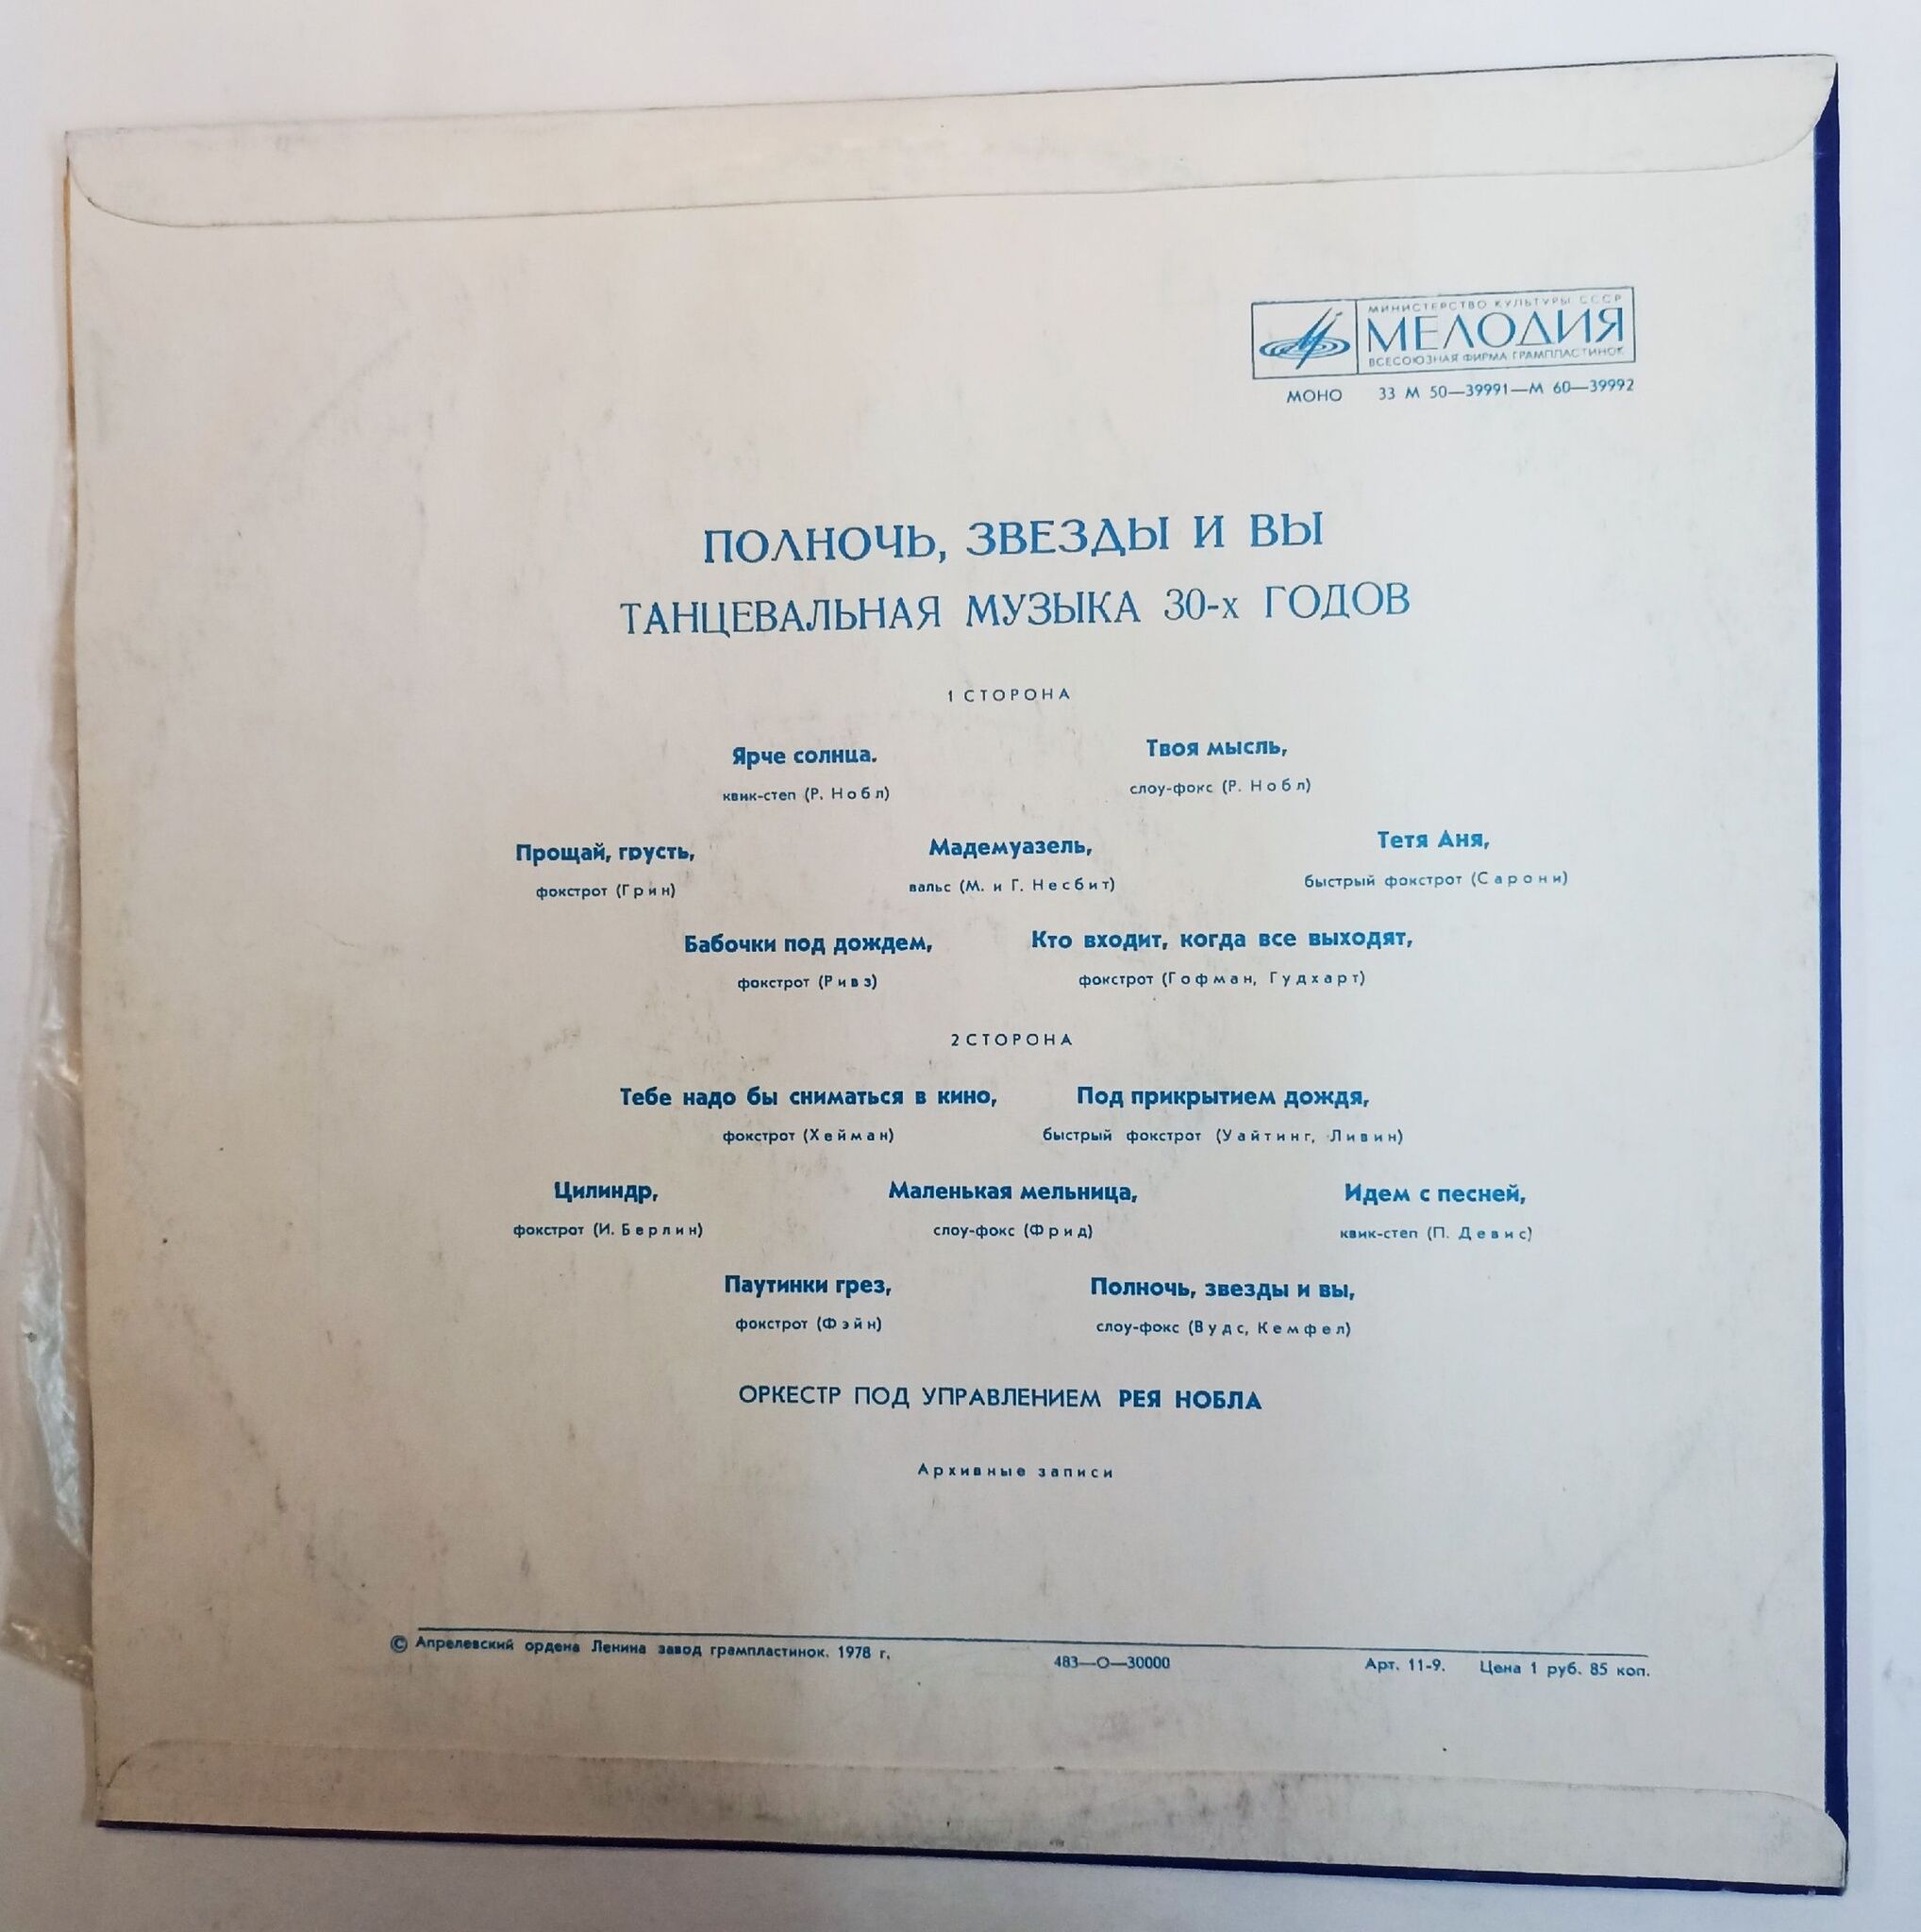 МИНИСТЕРСТВО КУЛЬТУРЫ СССР
МЕЛОДИЯ
ВСЕСОЮЗНАЯ ФИРМА ГРАМПЛАСТИНОК
МОНО 33 М 50—39991—М 60—39992
ПОЛНОЧЬ, ЗВЕЗДЫ И ВЫ
ТАНЦЕВАЛЬНАЯ МУЗЫКА 30-х ГОДОВ
1 СТОРОНА
Ярче солнца. Твоя мысль,
квик-степ (Р. Нобл) слоу-фокс (Р. Нобл)
Прощай, грусть, Мадемуазель, Тетя Аня,
фокстрот (Грин) вальс (М. и Г. Несбит) быстрый фокстрот (Сарони)
Бабочки под дождем, Кто входит, когда все выходят,
фокстрот (Ривз) фокстрот (Гофман, Гудхарт)
2 СТОРОНА
Тебе надо бы сниматься в кино, Под прикрытием дождя,
фокстрот (Хейман) быстрый фокстрот (Уайтинг, Ливин)
Цилиндр, Маленькая мельница, Идем с песней,
фокстрот (И. Берлин) слоу-фокс (Фрид) квик-степ (П. Девис)
Паутинки грез, Полночь, звезды и вы,
фокстрот (Фэйн) слоу-фокс (Вудс, Кемфел)
ОРКЕСТР ПОД УПРАВЛЕНИЕМ РЕЯ НОБЛА
Архивные записи
© Апрелевский ордена Ленина завод грампластинок. 1978 г. 483—О—30000 Арт. 11-9. Цена 1 руб. 85 коп.